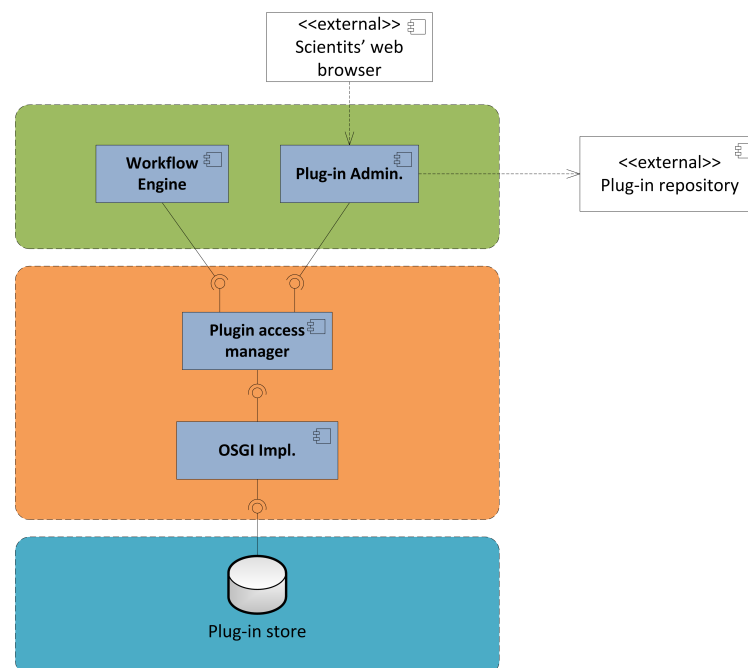 <<external>>
Scientits’ web
browser
Workflow
Engine
Plug-in Admin.
<<external>>
Plug-in repository
Plugin access
manager
OSGI Impl.
Plug-in store